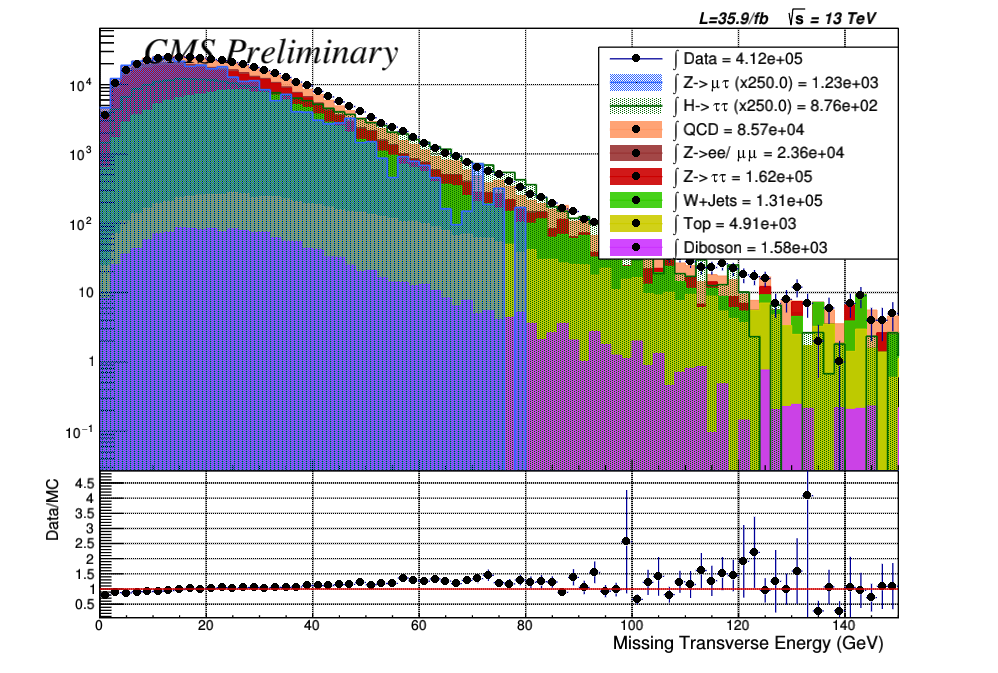 L=35.9/fb √s = 13 TeV
CMS Preliminary
∫ Data = 4.12e+05
∫ Z->μτ (x250.0) = 1.23e+03
∫ H->ττ (x250.0) = 8.76e+02
∫ QCD = 8.57e+04
∫ Z->ee/ μμ = 2.36e+04
∫ Z->ττ = 1.62e+05
∫ W+Jets = 1.31e+05
∫ Top = 4.91e+03
∫ Diboson = 1.58e+03
10⁴
10³
10²
10
1
10⁻¹
Data/MC
4.5
4
3.5
3
2.5
2
1.5
1
0.5
0 20 40 60 80 100 120 140
Missing Transverse Energy (GeV)